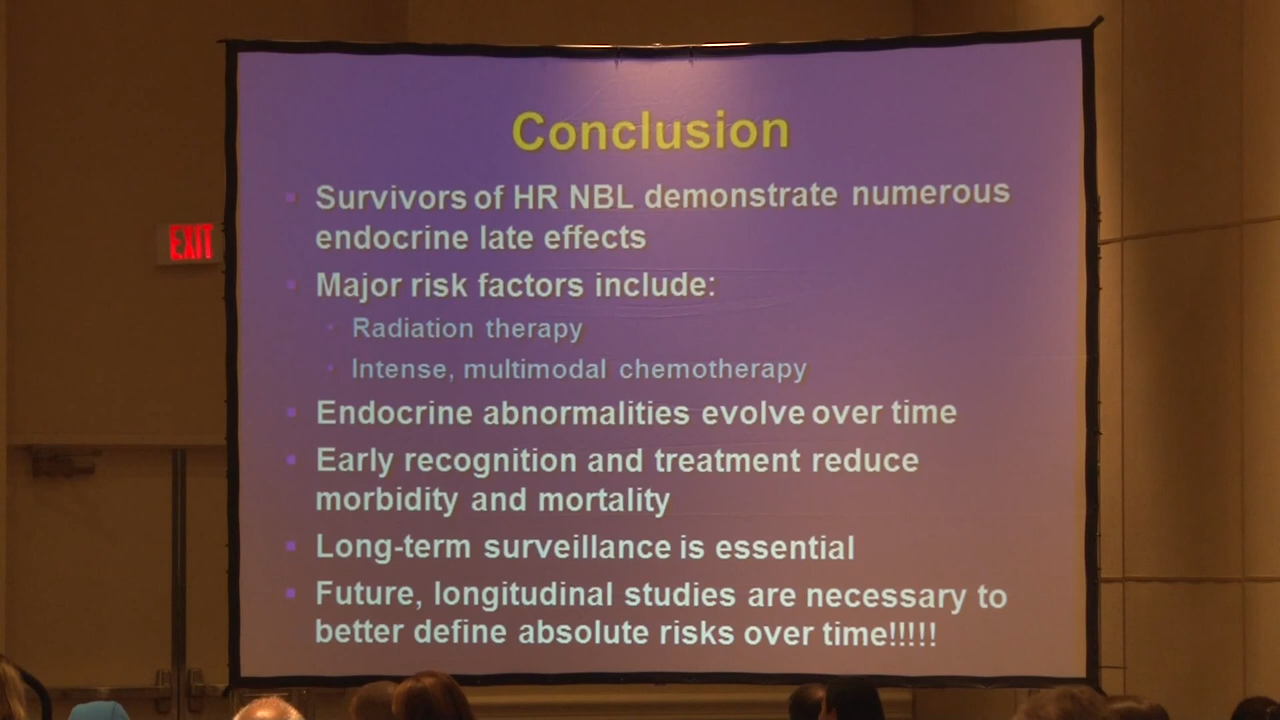 Conclusion
Survivors of HR NBL demonstrate numerous
endocrine late effects
Major risk factors include:
Radiation therapy
Intense, multimodal chemotherapy
Endocrine abnormalities evolve over time
Early recognition and treatment reduce
morbidity and mortality
Long-term surveillance is essential
Future, longitudinal studies are necessary to
better define absolute risks over time!!!!!
EXIT